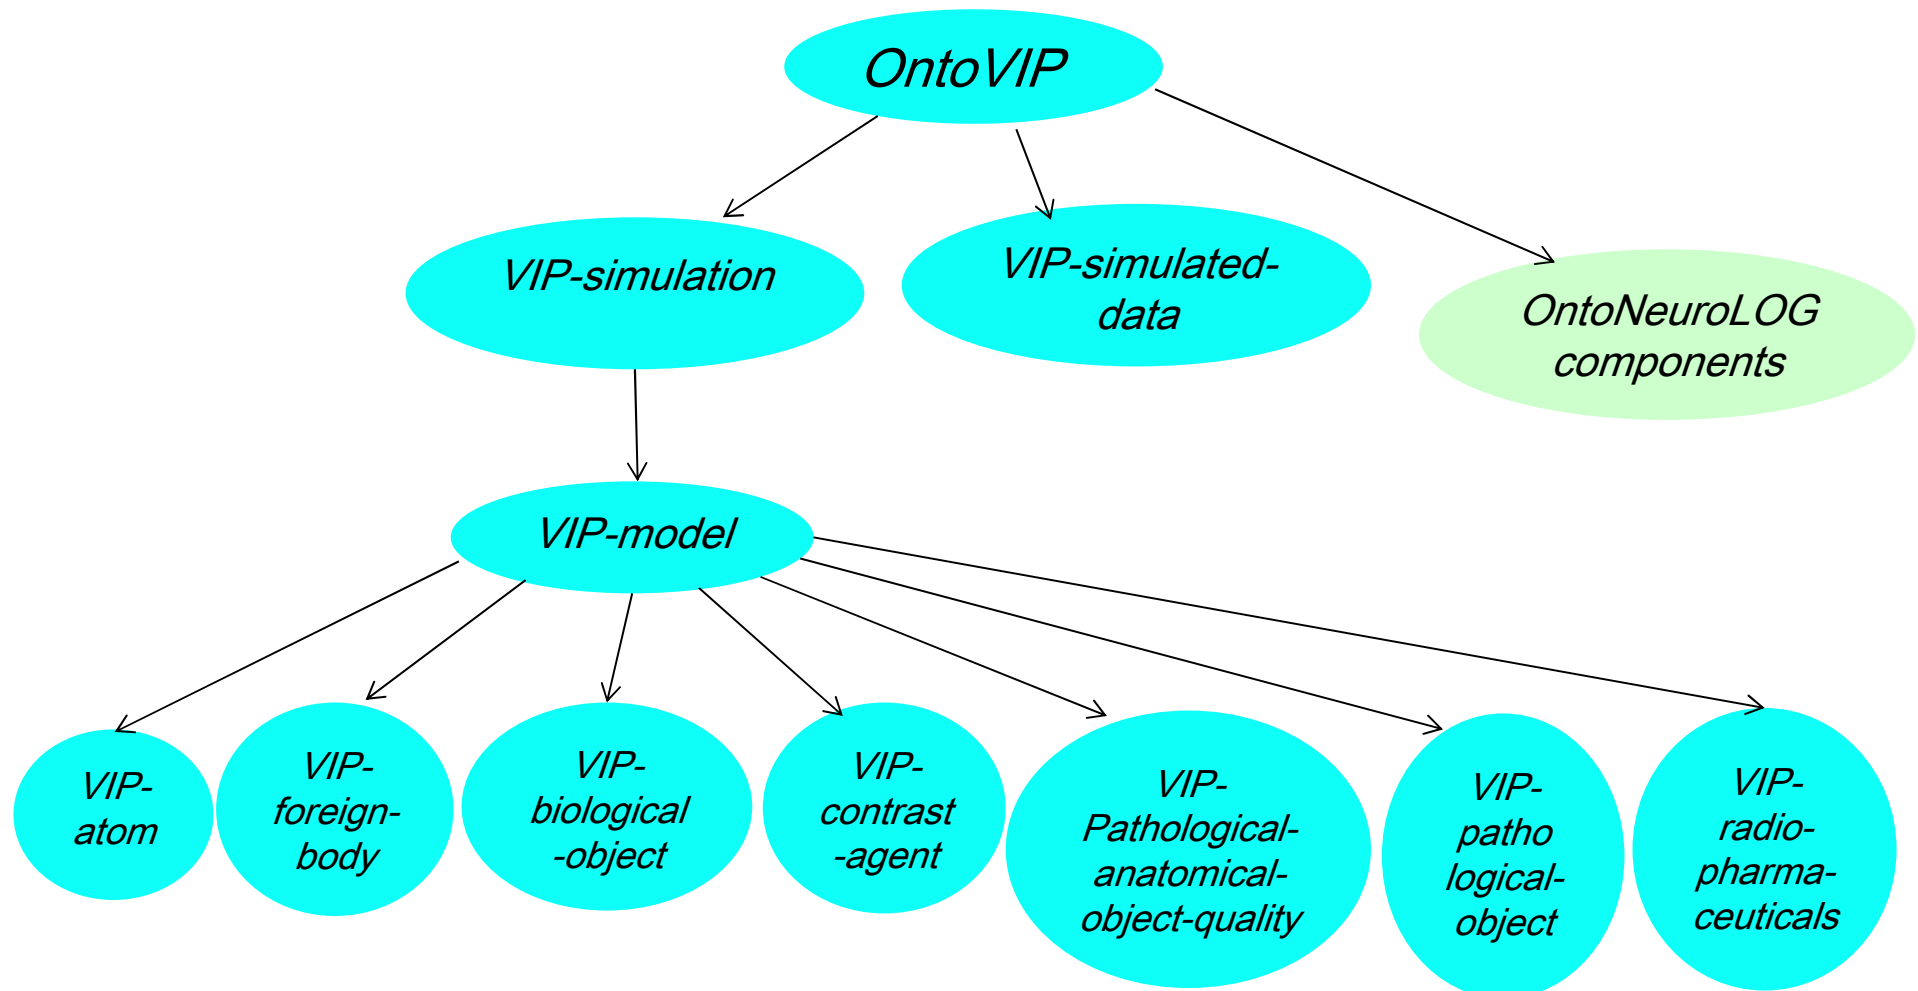 OntoVIP
VIP-simulation
VIP-simulated-
data
OntoNeuroLOG
components
VIP-model
VIP-
atom
VIP-
foreign-
body
VIP-
biological
-object
VIP-
contrast
-agent
VIP-
Pathological-
anatomical-
object-quality
VIP-
patho
logical-
object
VIP-
radio-
pharma-
ceuticals